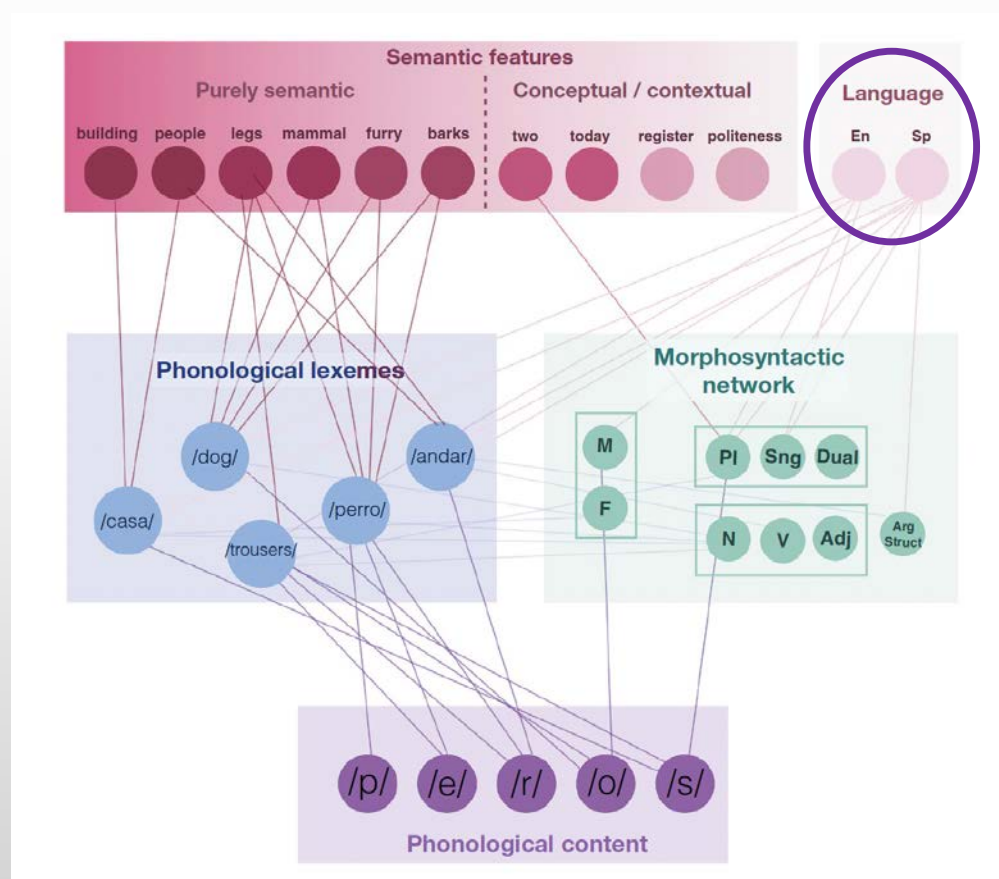 Semantic features
Purely semantic
Conceptual / contextual
Language
building people legs mammal furry barks
two today register politeness
En Sp
Phonological lexemes
/dog/
/andar/
/casa/
/perro/
/trousers/
Morphosyntactic
network
M
F
Pl Sng Dual
N V Adj
Arg
Struct
/p/ /e/ /r/ /o/ /s/
Phonological content